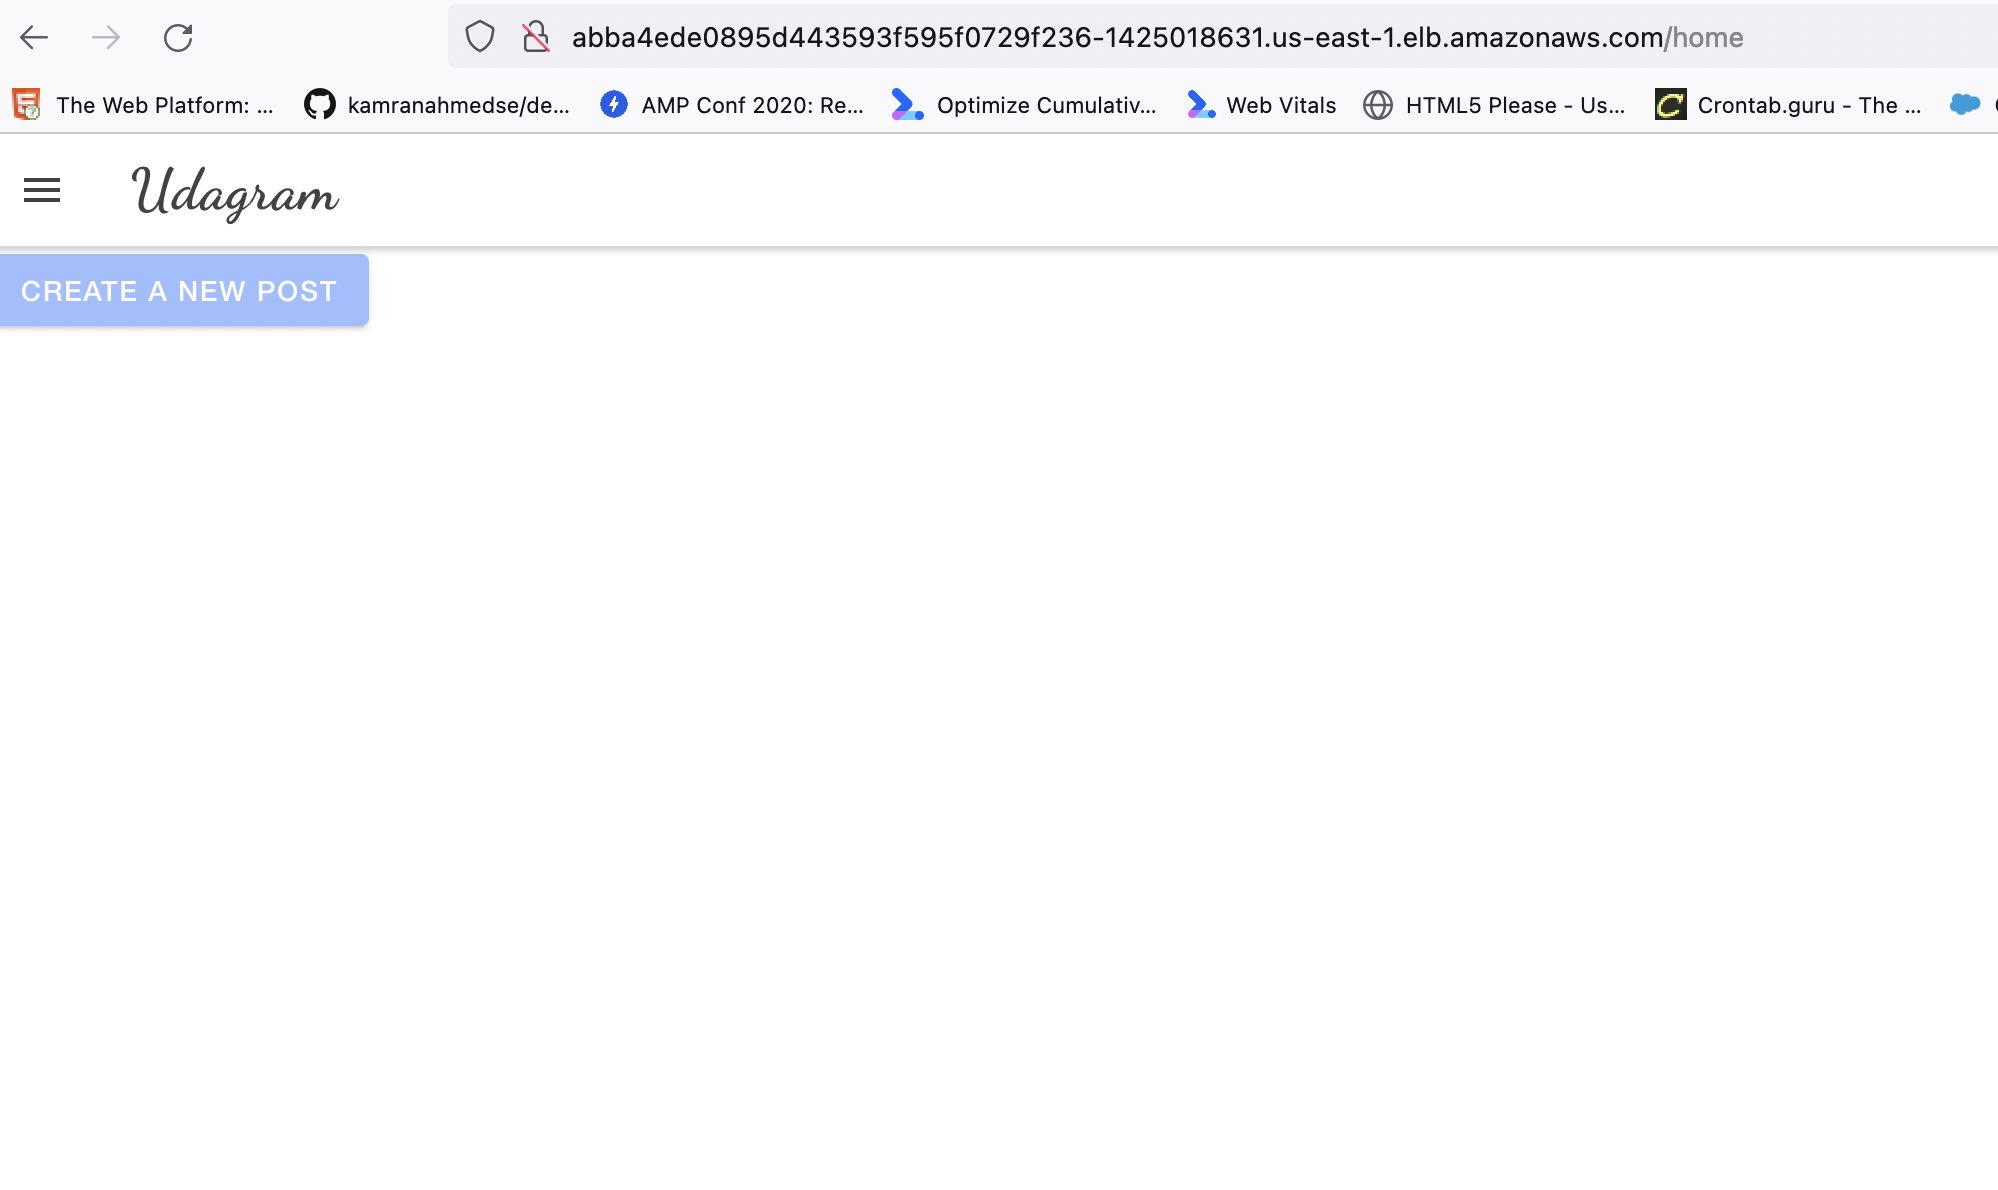 abba4ede0895d443593f595f0729f236-1425018631.us-east-1.elb.amazonaws.com/home
The Web Platform: ... kamranahmedse/de... AMP Conf 2020: Re... Optimize Cumulativ... Web Vitals HTML5 Please - Us... Crontab.guru - The ...
Udagram
CREATE A NEW POST